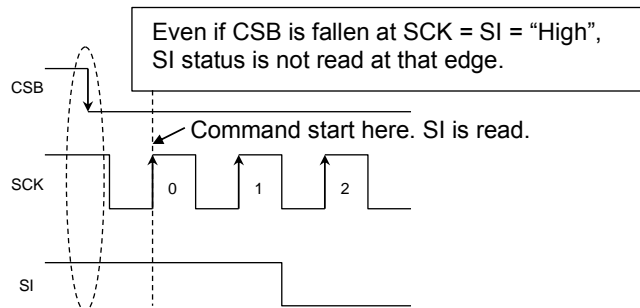 Even if CSB is fallen at SCK = SI = “High”,
SI status is not read at that edge.
CSB
Command start here. SI is read.
SCK
0
1
2
SI